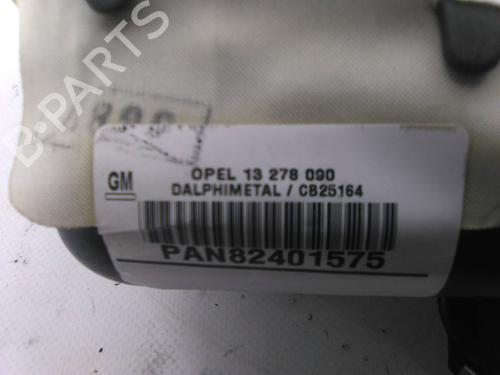 B-PARTS
GM
OPEL 13 278 090
DALPHIMETAL / CB25164
PAN82401575